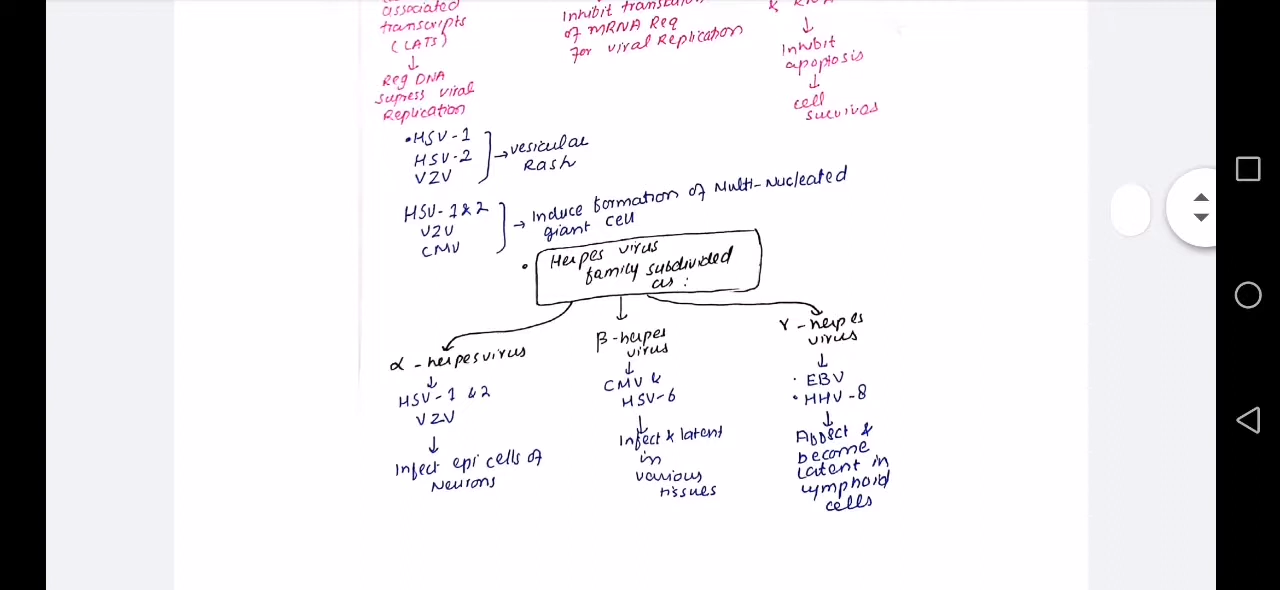 associated
transcripts
(LATS)
↓
Reg DNA
supress viral
Replication
Inhibit
of mRNA Req
for viral Replication
↓
Inhibit
apoptosis
↓
cell
survivas
•HSV-1
HSV-2
VZV
→ vesicular
Rash
HSV-1&2
VZV
CMV
→ Induce formation of Multi-Nucleated
giant cell
• Herpes virus
family subdivided
as:
α-herpesvirus
↓
HSV-1 &2
VZV
↓
Infect epi cells of
Neurons
β-herpes
virus
↓
CMV &
HSV-6
↓
Infect & latent
in
various
tissues
γ-herpes
virus
↓
• EBV
• HHV-8
↓
&
become
Latent in
lymphoid
cells